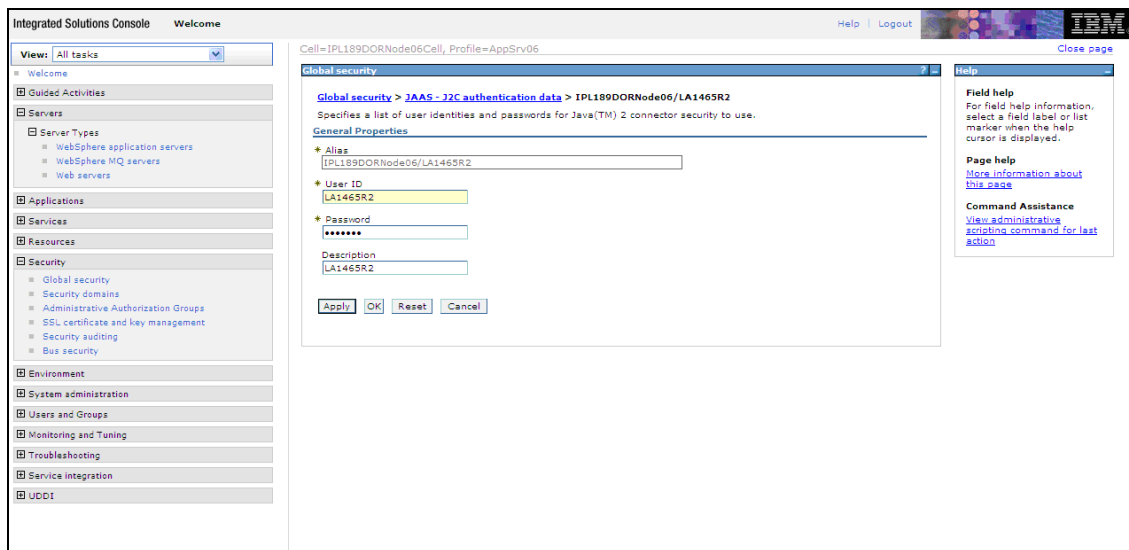 Integrated Solutions Console Welcome Help | Logout IBM.
View: All tasks
Welcome
Guided Activities
Servers
Server Types
WebSphere application servers
WebSphere MQ servers
Web servers
Applications
Services
Resources
Security
Global security
Security domains
Administrative Authorization Groups
SSL certificate and key management
Security auditing
Bus security
Environment
System administration
Users and Groups
Monitoring and Tuning
Troubleshooting
Service integration
UDDI
Cell=IPL189DORNode06Cell, Profile=AppSrv06
Close page
Global security ? -
Global security > JAAS - J2C authentication data > IPL189DORNode06/LA1465R2
Specifies a list of user identities and passwords for Java(TM) 2 connector security to use.
General Properties
* Alias
IPL189DORNode06/LA1465R2
* User ID
LA1465R2
* Password
•••••••
Description
LA1465R2
Apply OK Reset Cancel
Help -
Field help
For field help information,
select a field label or list
marker when the help
cursor is displayed.
Page help
More information about
this page
Command Assistance
View administrative
scripting command for last
action